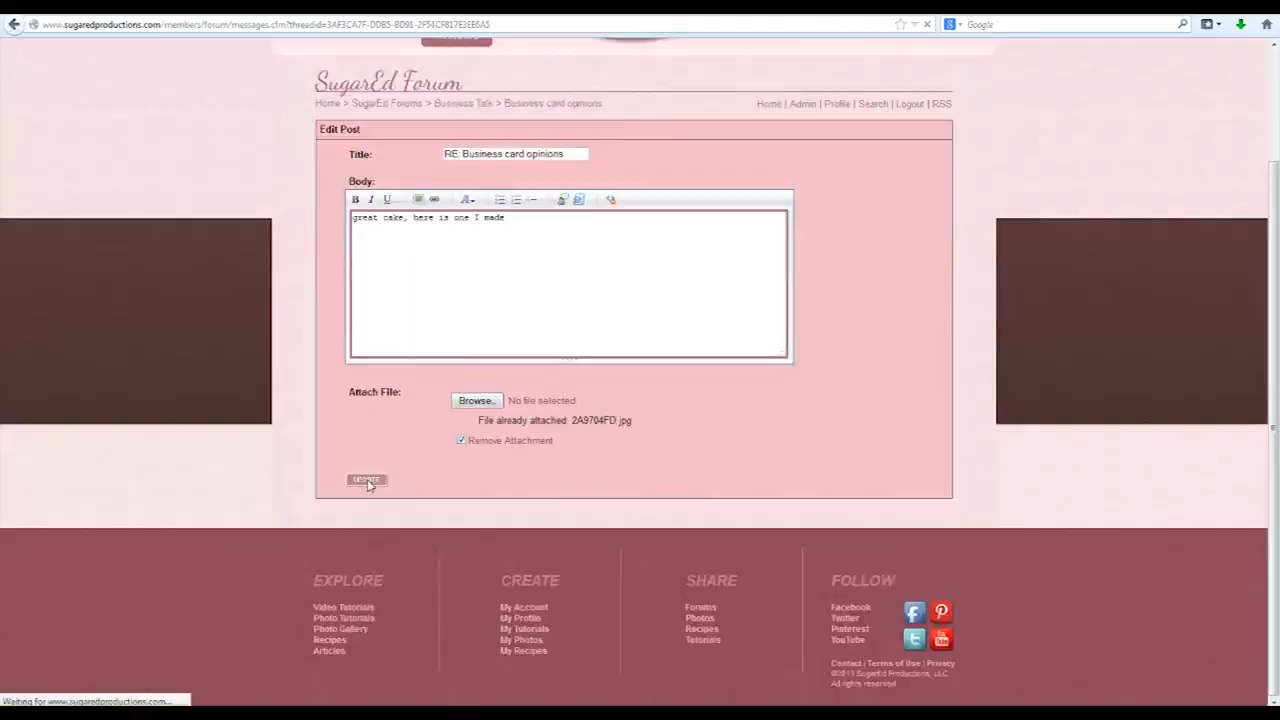 www.sugaredproductions.com/members/forum/messages.cfm?threadid=3AF3CA7F-DDB5-BD91-2F54CF817E3EE6A5
Google
SugarEd Forum
Home > SugarEd Forums > Business Talk > Business card opinions
Home | Admin | Profile | Search | Logout | RSS
Edit Post
Title: RE: Business card opinions
Body:
B I U A
great cake, here is one I made
Attach File:
Browse.. No file selected.
File already attached: 2A9704FD.jpg
Remove Attachment
UPDATE
EXPLORE
Video Tutorials
Photo Tutorials
Photo Gallery
Recipes
Articles
CREATE
My Account
My Profile
My Tutorials
My Photos
My Recipes
SHARE
Forums
Photos
Recipes
Tutorials
FOLLOW
Facebook
Twitter
Pinterest
YouTube
Contact | Terms of Use | Privacy
©2011 SugarEd Productions, LLC
All rights reserved
Waiting for www.sugaredproductions.com...